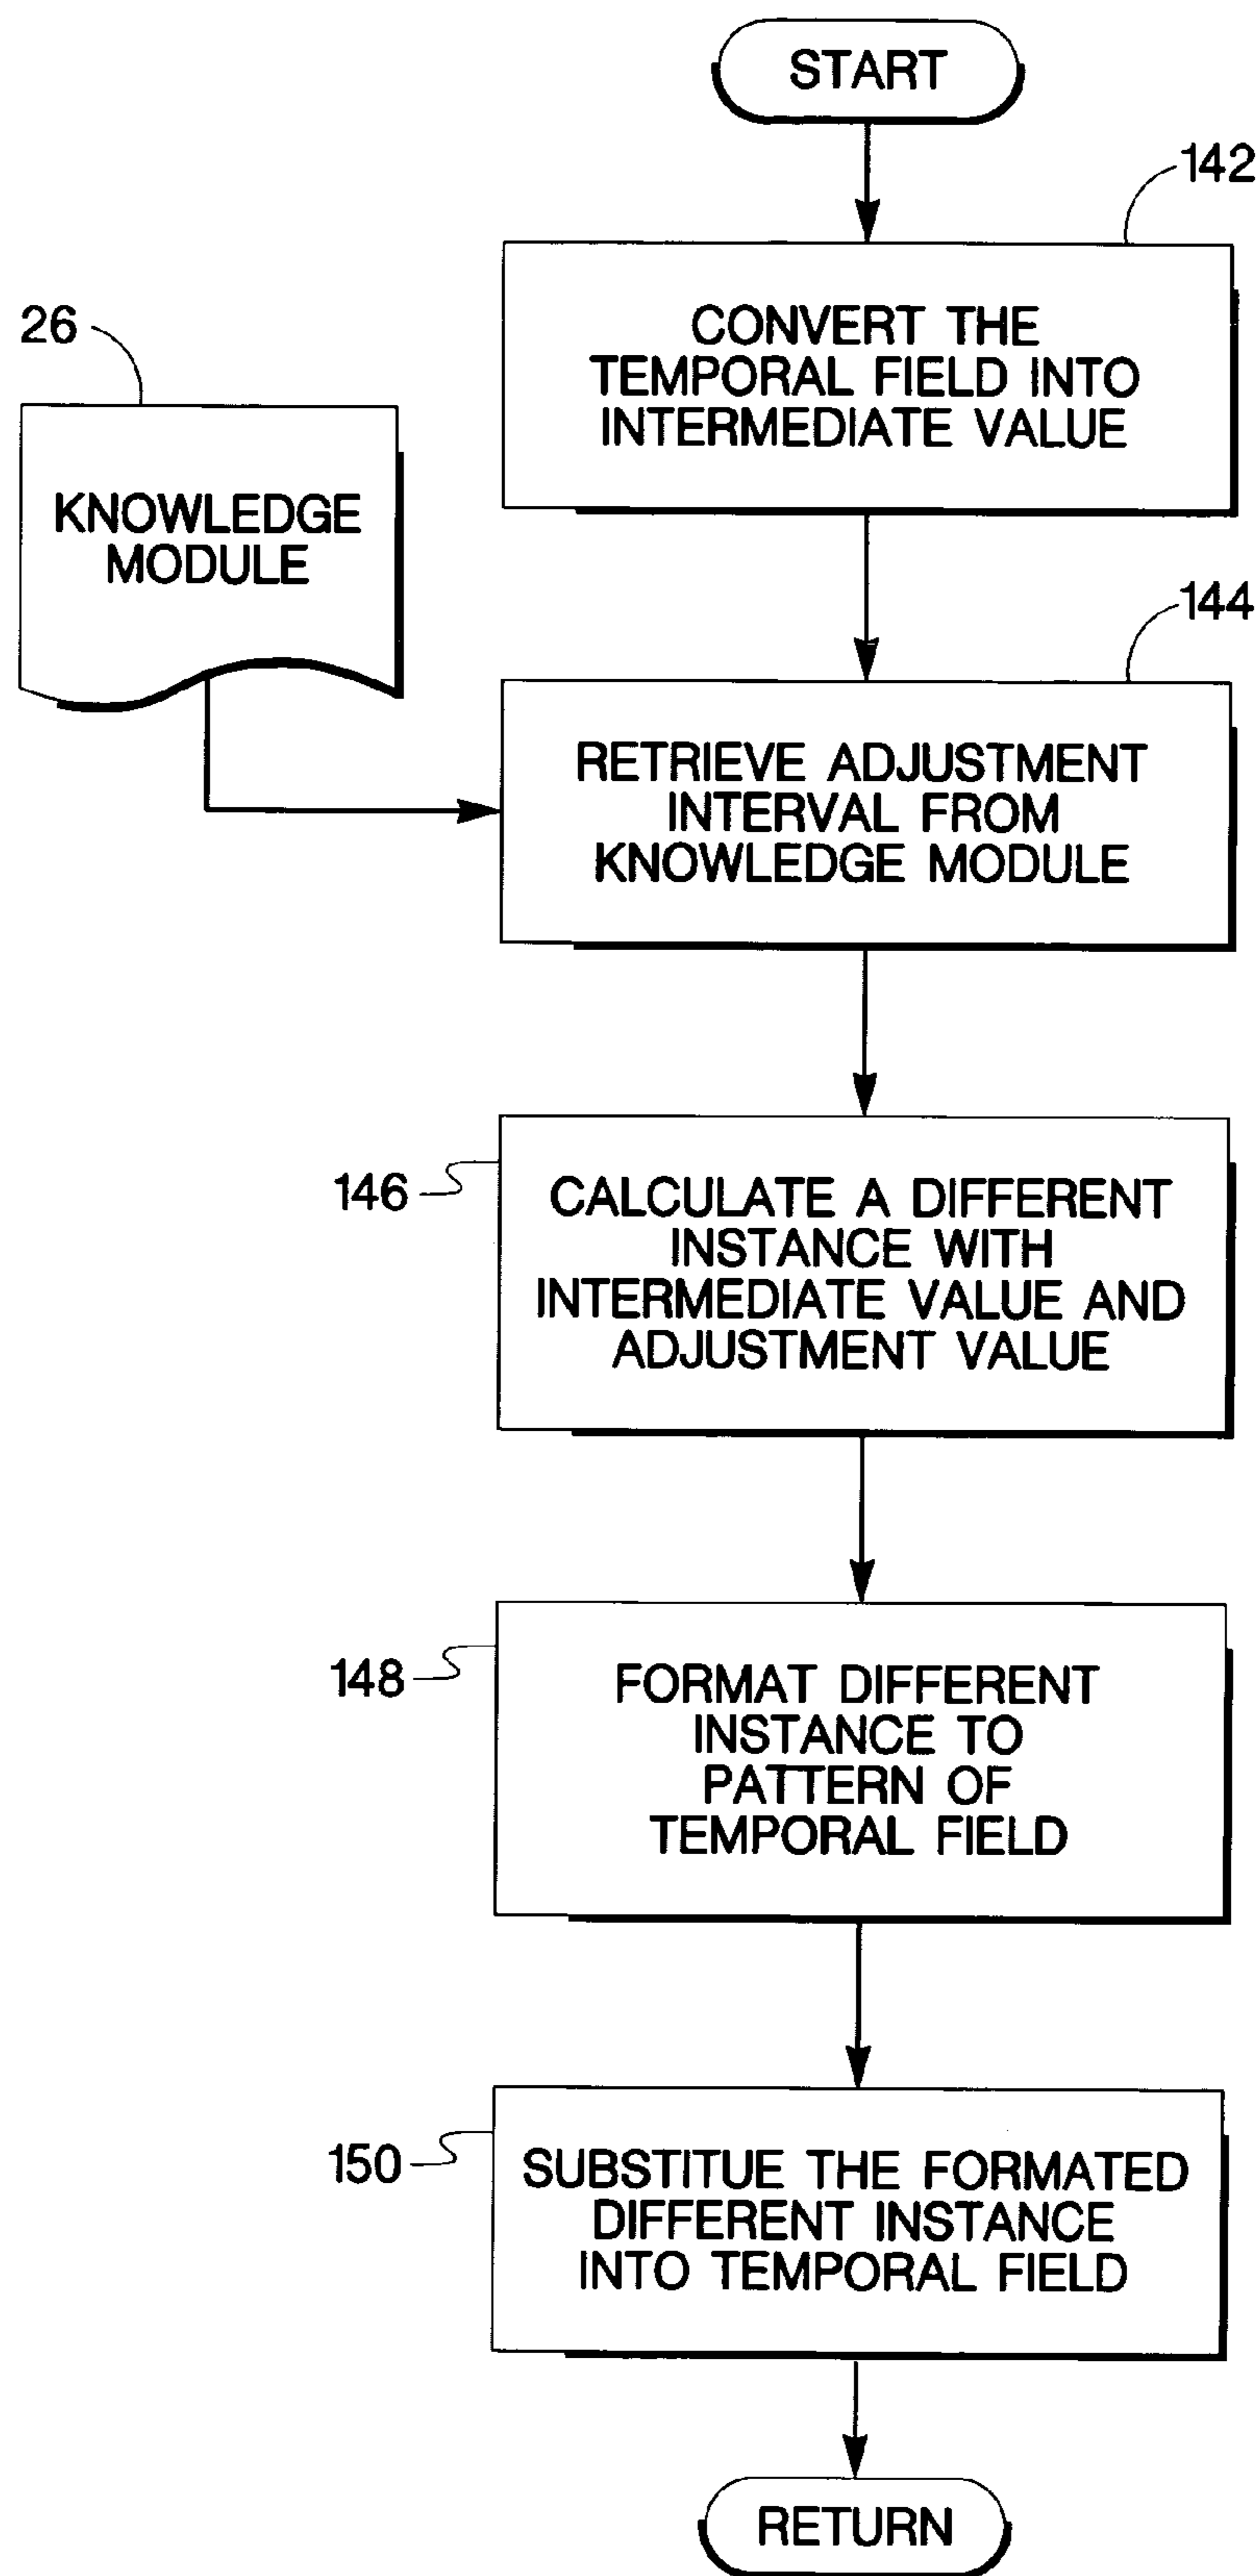 START
142
CONVERT THE
TEMPORAL FIELD INTO
INTERMEDIATE VALUE
26
KNOWLEDGE
MODULE
144
RETRIEVE ADJUSTMENT
INTERVAL FROM
KNOWLEDGE MODULE
146
CALCULATE A DIFFERENT
INSTANCE WITH
INTERMEDIATE VALUE AND
ADJUSTMENT VALUE
148
FORMAT DIFFERENT
INSTANCE TO
PATTERN OF
TEMPORAL FIELD
150
SUBSTITUE THE FORMATED
DIFFERENT INSTANCE
INTO TEMPORAL FIELD
RETURN